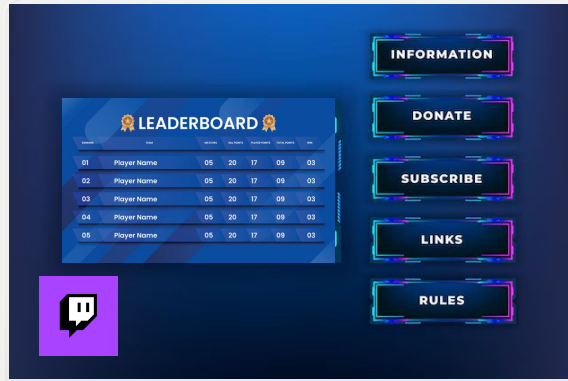 LEADERBOARD
01 Player Name 05 20 17 09 03
02 Player Name 05 20 17 09 03
03 Player Name 05 20 17 09 03
04 Player Name 05 20 17 09 03
05 Player Name 05 20 17 09 03
INFORMATION
DONATE
SUBSCRIBE
LINKS
RULES